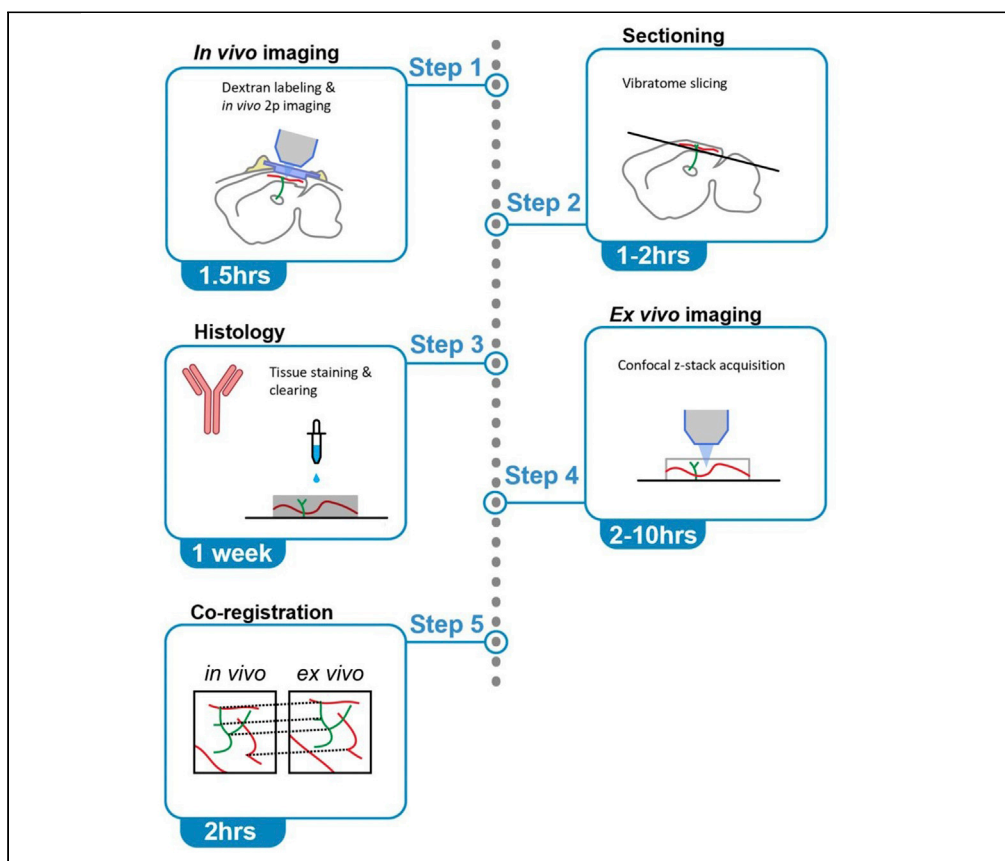 In vivo imaging
Step 1
Dextran labeling &
in vivo 2p imaging
1.5hrs
Sectioning
Vibratome slicing
Step 2
1-2hrs
Histology
Step 3
Tissue staining &
clearing
1 week
Ex vivo imaging
Confocal z-stack acquisition
Step 4
2-10hrs
Co-registration
Step 5
in vivo ex vivo
2hrs